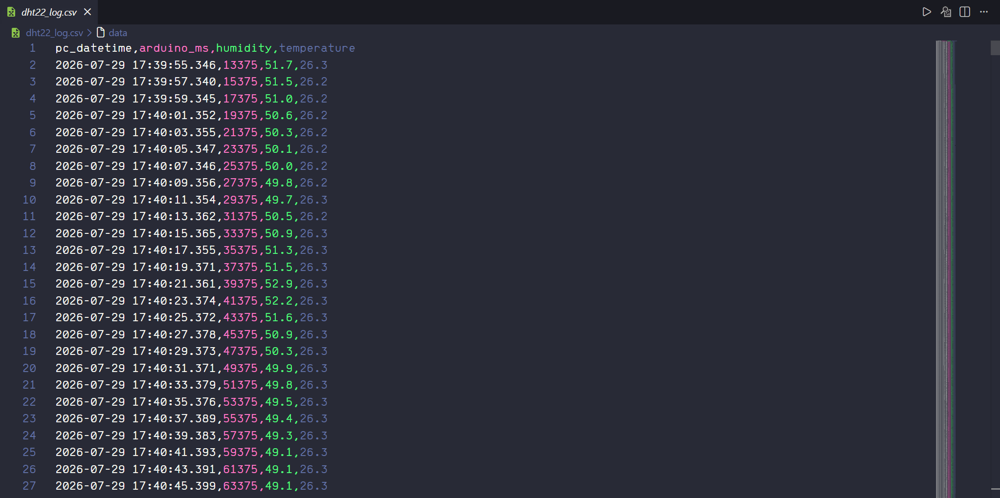 dht22_log.csv
dht22_log.csv > data
1 pc_datetime,arduino_ms,humidity,temperature
2 2026-07-29 17:39:55.346,13375,51.7,26.3
3 2026-07-29 17:39:57.340,15375,51.5,26.2
4 2026-07-29 17:39:59.345,17375,51.0,26.2
5 2026-07-29 17:40:01.352,19375,50.6,26.2
6 2026-07-29 17:40:03.355,21375,50.3,26.2
7 2026-07-29 17:40:05.347,23375,50.1,26.2
8 2026-07-29 17:40:07.346,25375,50.0,26.2
9 2026-07-29 17:40:09.356,27375,49.8,26.2
10 2026-07-29 17:40:11.354,29375,49.7,26.3
11 2026-07-29 17:40:13.362,31375,50.5,26.2
12 2026-07-29 17:40:15.365,33375,50.9,26.3
13 2026-07-29 17:40:17.355,35375,51.3,26.3
14 2026-07-29 17:40:19.371,37375,51.5,26.3
15 2026-07-29 17:40:21.361,39375,52.9,26.3
16 2026-07-29 17:40:23.374,41375,52.2,26.3
17 2026-07-29 17:40:25.372,43375,51.6,26.3
18 2026-07-29 17:40:27.378,45375,50.9,26.3
19 2026-07-29 17:40:29.373,47375,50.3,26.3
20 2026-07-29 17:40:31.371,49375,49.9,26.3
21 2026-07-29 17:40:33.379,51375,49.8,26.3
22 2026-07-29 17:40:35.376,53375,49.5,26.3
23 2026-07-29 17:40:37.389,55375,49.4,26.3
24 2026-07-29 17:40:39.383,57375,49.3,26.3
25 2026-07-29 17:40:41.393,59375,49.1,26.3
26 2026-07-29 17:40:43.391,61375,49.1,26.3
27 2026-07-29 17:40:45.399,63375,49.1,26.3